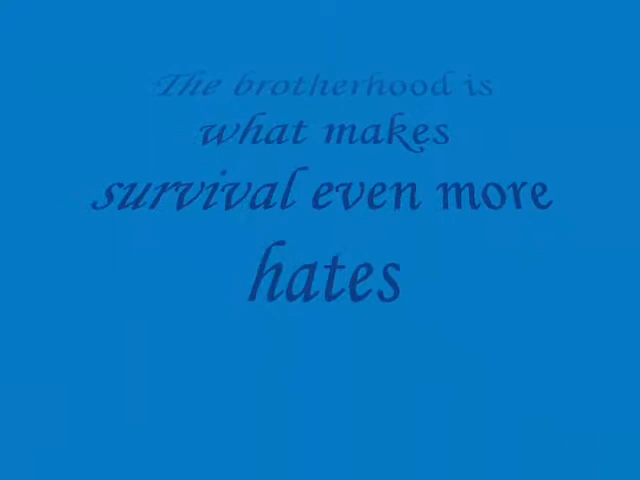 The brotherhood is
what makes
survival even more
hates